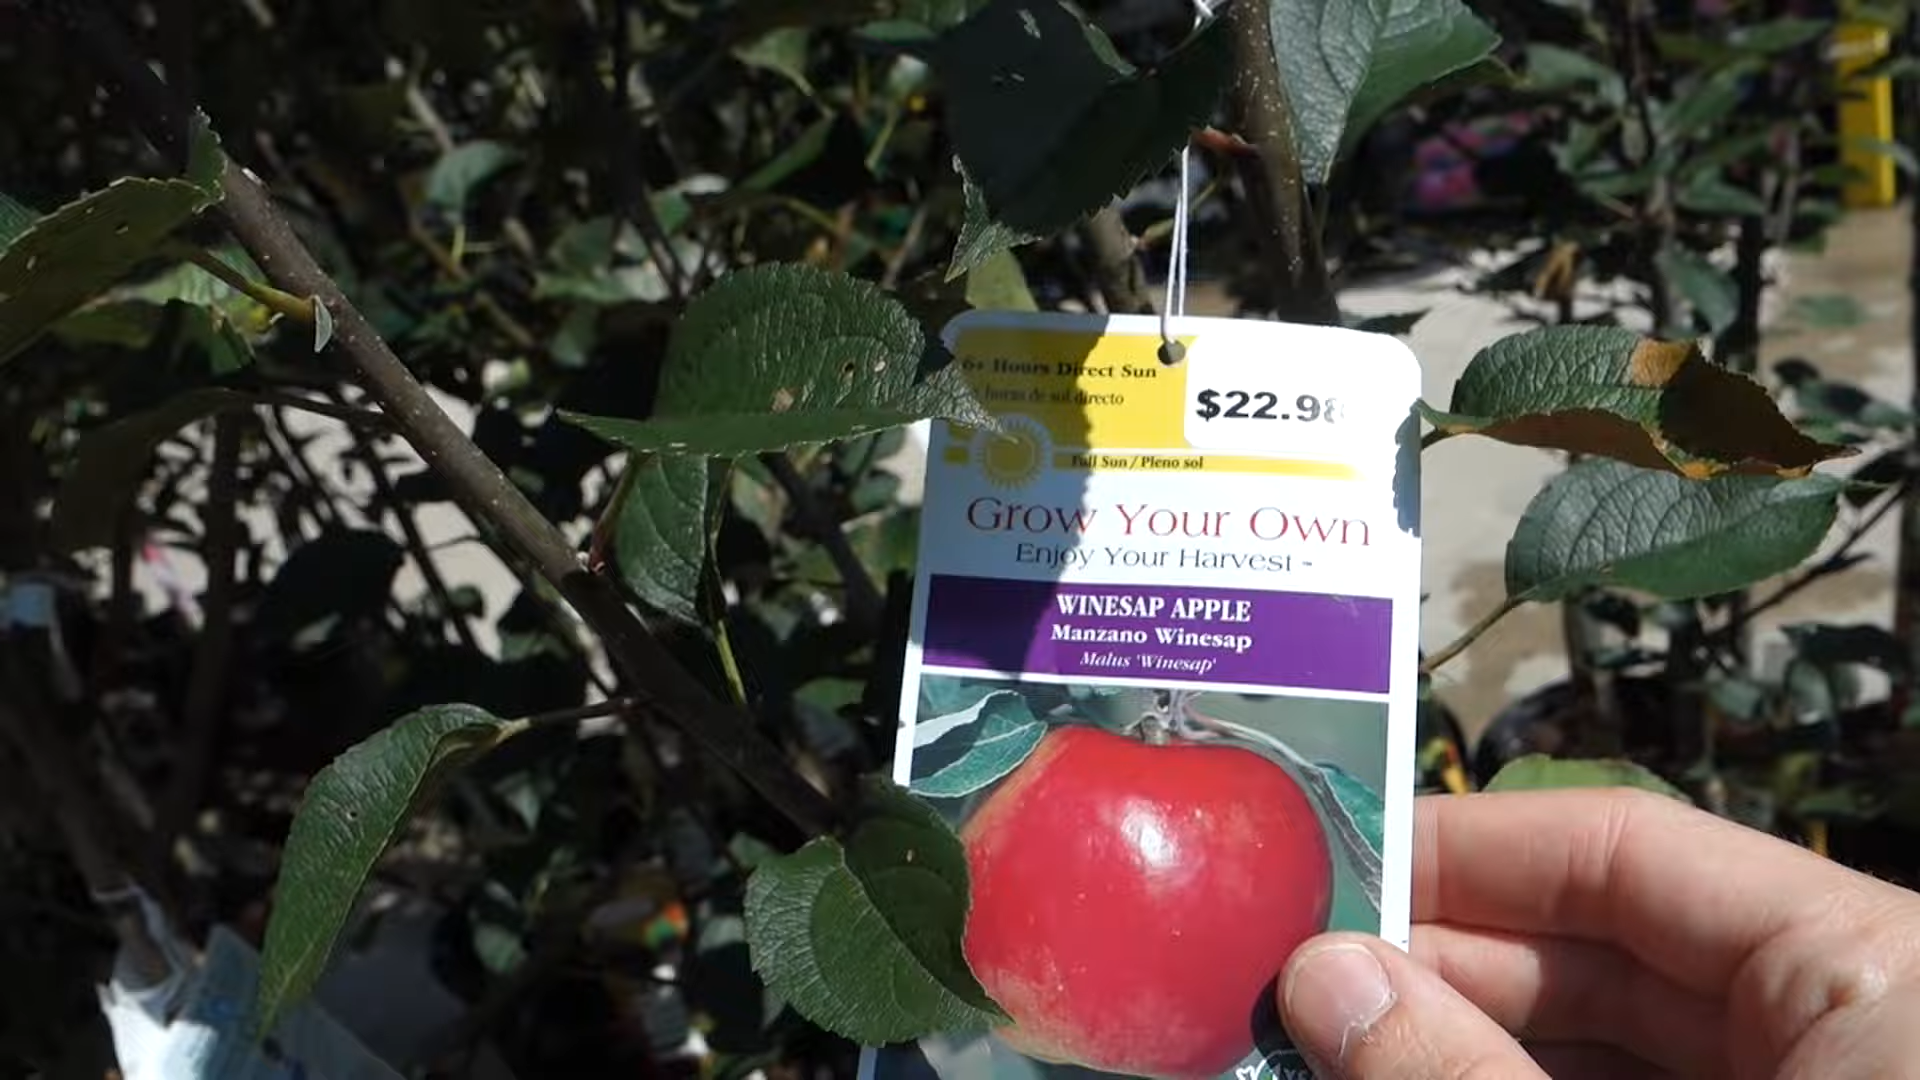 6+ Hours Direct Sun
horas de sol directo
$22.98
Full Sun / Pleno sol
Grow Your Own
Enjoy Your Harvest ™
WINESAP APPLE
Manzano Winesap
Malus 'Winesap'